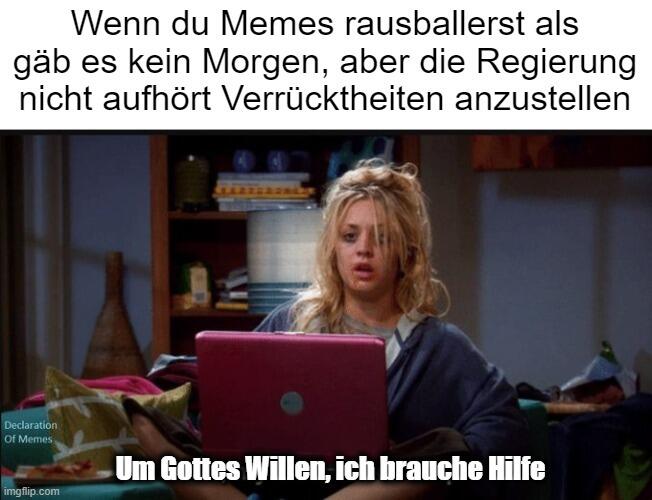 Wenn du Memes rausballerst als
gäb es kein Morgen, aber die Regierung
nicht aufhört Verrücktheiten anzustellen
Declaration
Of Memes
Um Gottes Willen, ich brauche Hilfe
imgflip.com